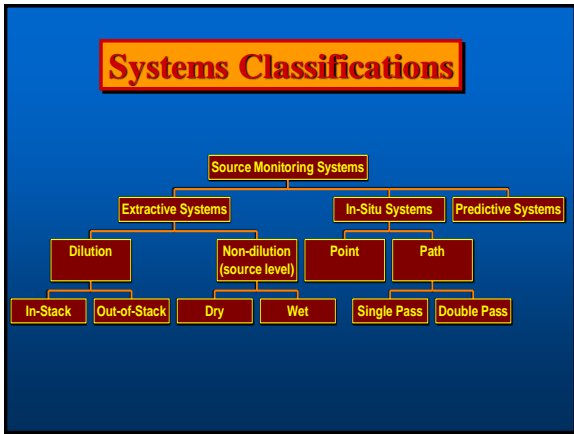 Systems Classifications
Source Monitoring Systems
Extractive Systems
In-Situ Systems
Predictive Systems
Dilution
Non-dilution
(source level)
Point
Path
In-Stack
Out-of-Stack
Dry
Wet
Single Pass
Double Pass